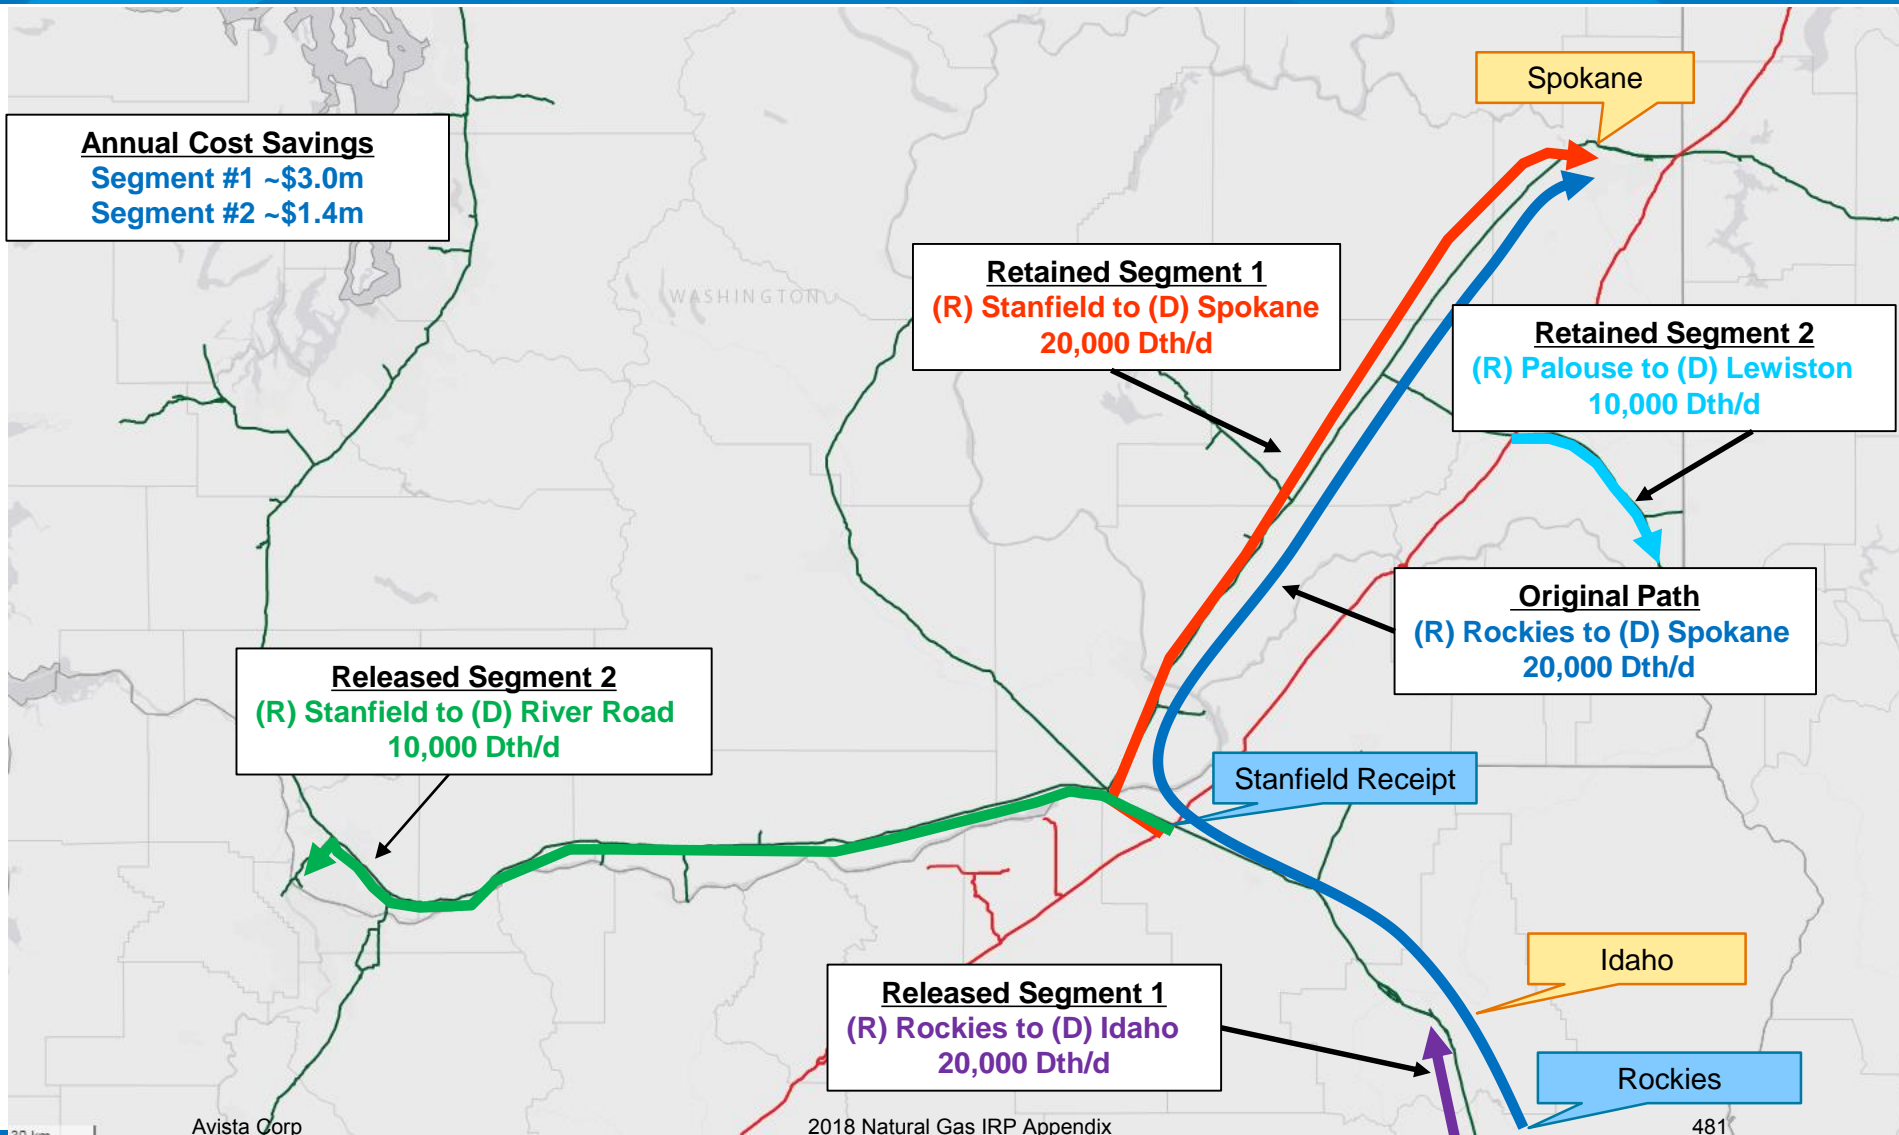 Spokane
Annual Cost Savings
Segment #1 ~$3.0m
Segment #2 ~$1.4m
Retained Segment 1
(R) Stanfield to (D) Spokane
20,000 Dth/d
WASHINGTON
Retained Segment 2
(R) Palouse to (D) Lewiston
10,000 Dth/d
Original Path
(R) Rockies to (D) Spokane
20,000 Dth/d
Released Segment 2
(R) Stanfield to (D) River Road
10,000 Dth/d
Stanfield Receipt
Idaho
Released Segment 1
(R) Rockies to (D) Idaho
20,000 Dth/d
Rockies
Avista Corp
2018 Natural Gas IRP Appendix
481